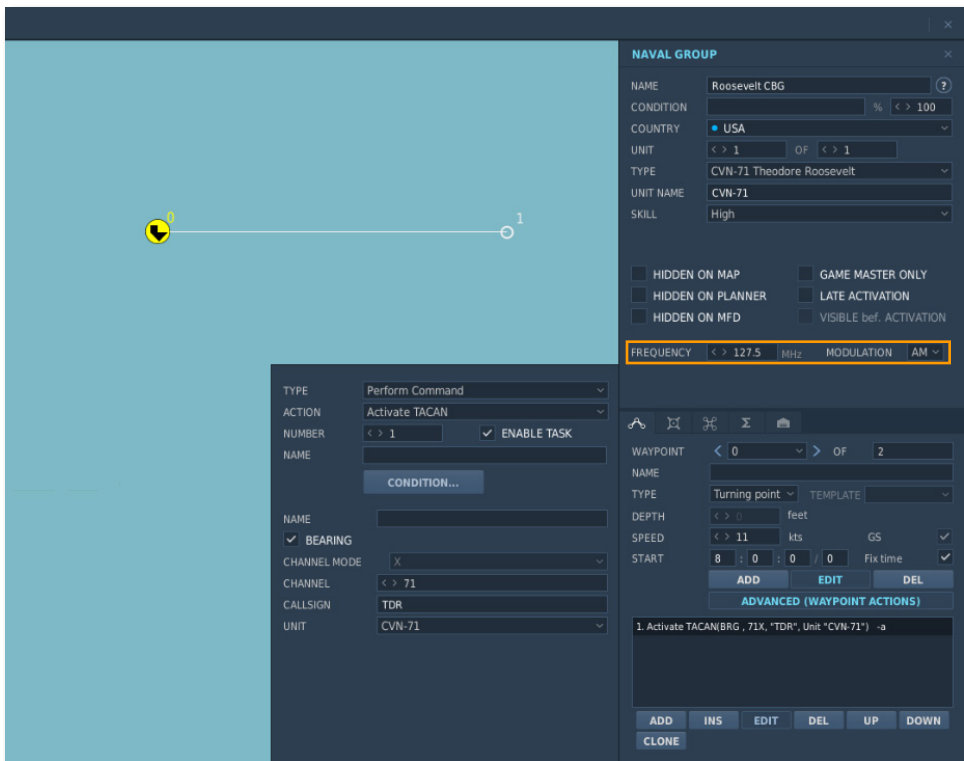 NAVAL GROUP
NAME Roosevelt CBG ?
CONDITION % < > 100
COUNTRY USA
UNIT < > 1 OF < > 1
TYPE CVN-71 Theodore Roosevelt
UNIT NAME CVN-71
SKILL High
0
1
HIDDEN ON MAP GAME MASTER ONLY
HIDDEN ON PLANNER LATE ACTIVATION
HIDDEN ON MFD VISIBLE bef. ACTIVATION
FREQUENCY < > 127.5 MHz MODULATION AM
TYPE Perform Command
ACTION Activate TACAN
NUMBER < > 1 ENABLE TASK
NAME
CONDITION...
NAME
BEARING
CHANNEL MODE X
CHANNEL < > 71
CALLSIGN TDR
UNIT CVN-71
Σ
WAYPOINT < 0 > OF 2
NAME
TYPE Turning point TEMPLATE
DEPTH < > 0 feet
SPEED < > 11 kts GS
START 8 : 0 : 0 / 0 Fix time
ADD EDIT DEL
ADVANCED (WAYPOINT ACTIONS)
1. Activate TACAN(BRG , 71X, "TDR", Unit "CVN-71") -a
ADD INS EDIT DEL UP DOWN
CLONE